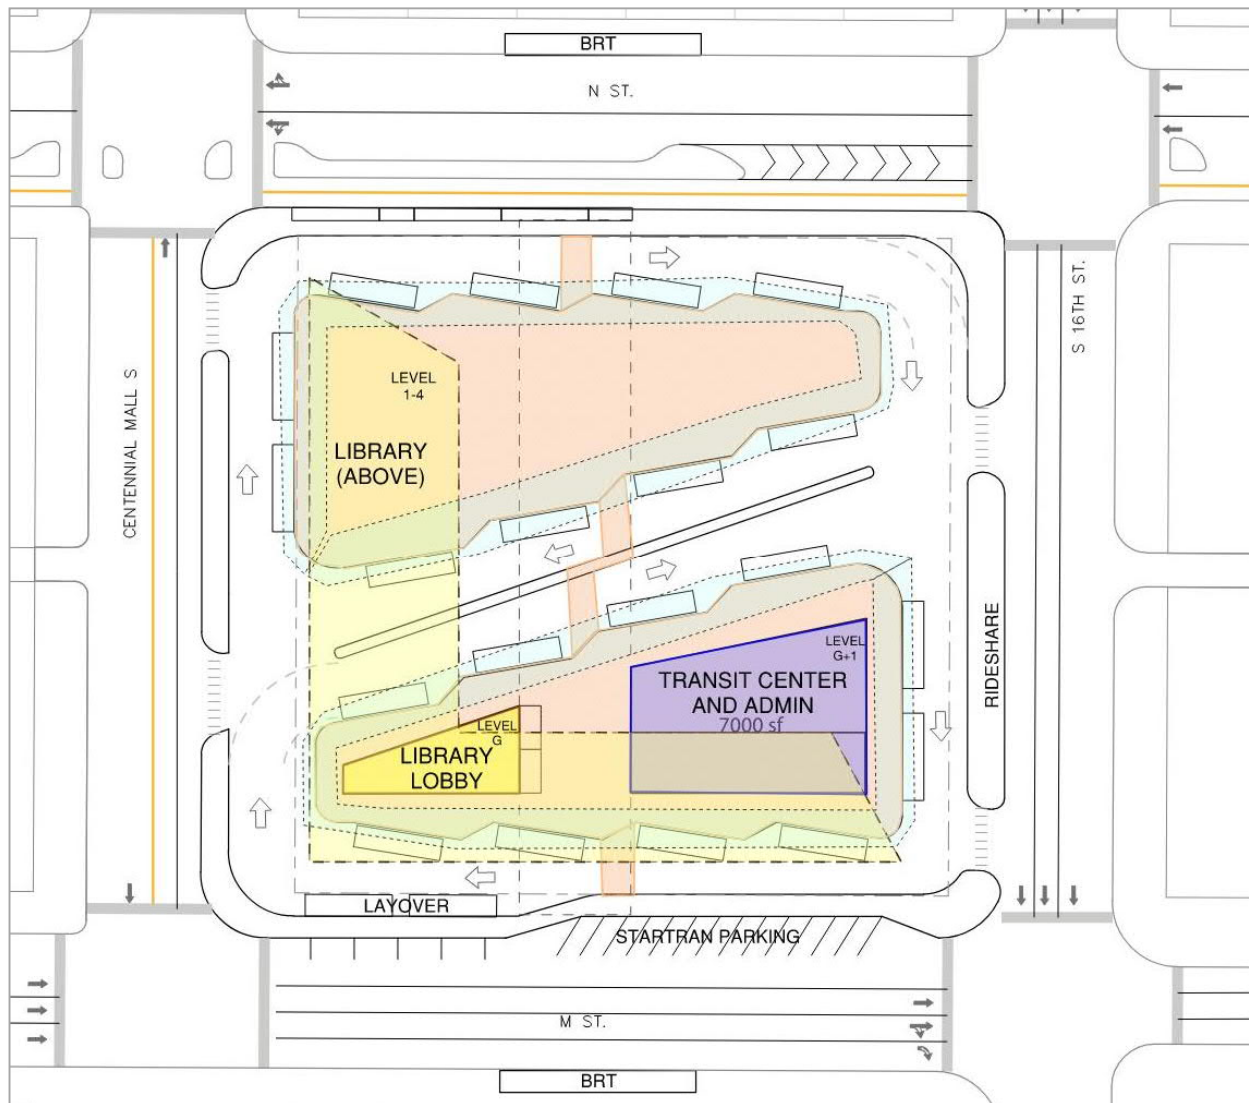 BRT
N ST.
CENTENNIAL MALL S
S 16TH ST.
LEVEL
1-4
LIBRARY
(ABOVE)
RIDESHARE
LEVEL
G+1
TRANSIT CENTER
AND ADMIN
7000 sf
LEVEL
G
LIBRARY
LOBBY
LAYOVER
STARTRAN PARKING
M ST.
BRT